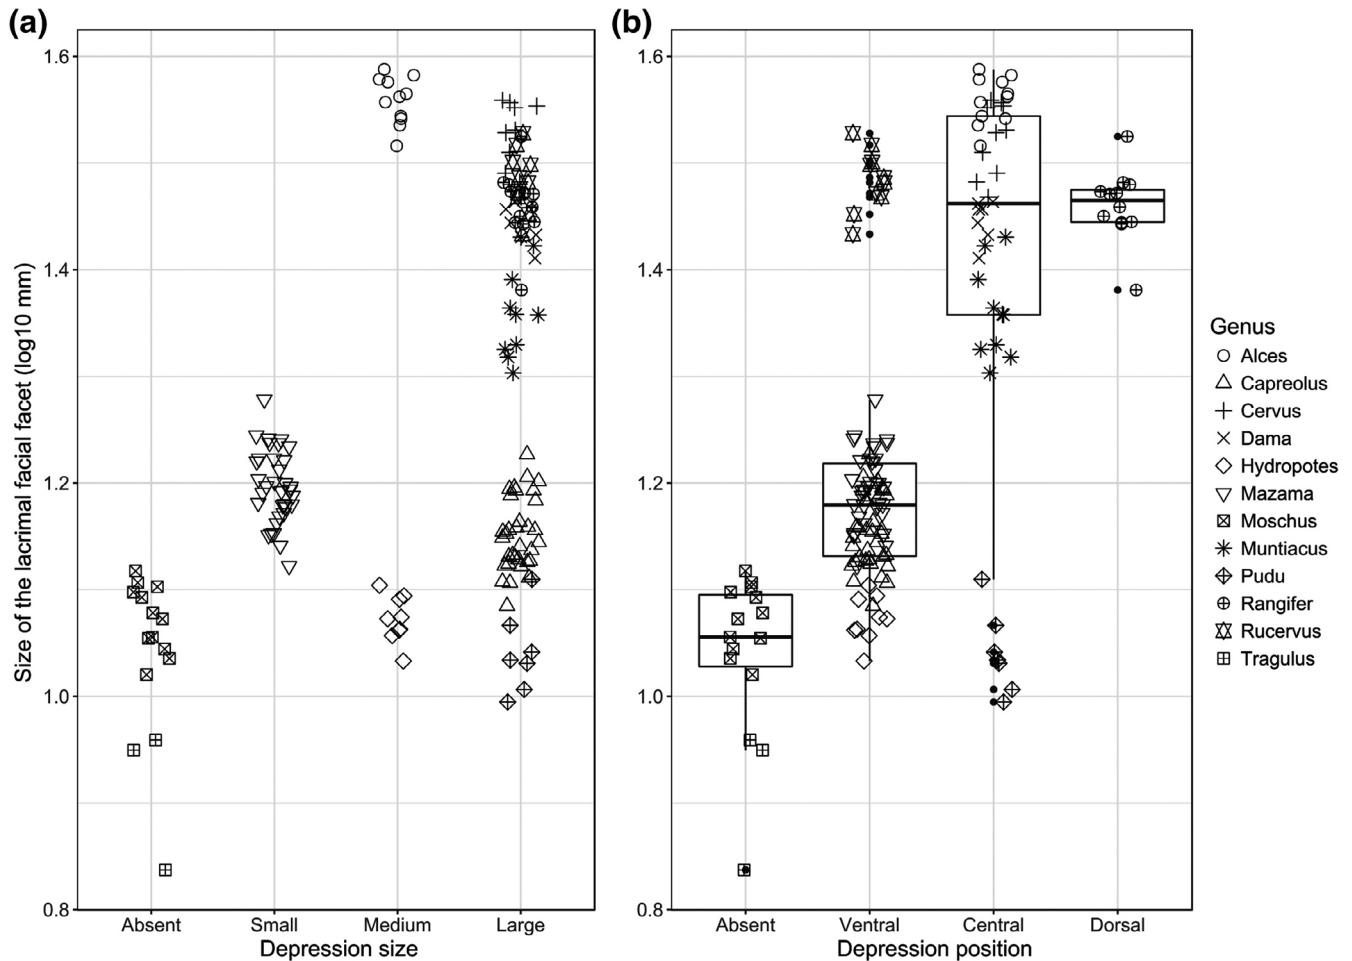 (a)
(b)
Size of the lacrimal facial facet (log10 mm)
1.6
1.4
1.2
1.0
0.8
Absent Small Medium Large
Depression size
1.6
1.4
1.2
1.0
0.8
Absent Ventral Central Dorsal
Depression position
Genus
Alces
Capreolus
Cervus
Dama
Hydropotes
Mazama
Moschus
Muntiacus
Pudu
Rangifer
Rucervus
Tragulus